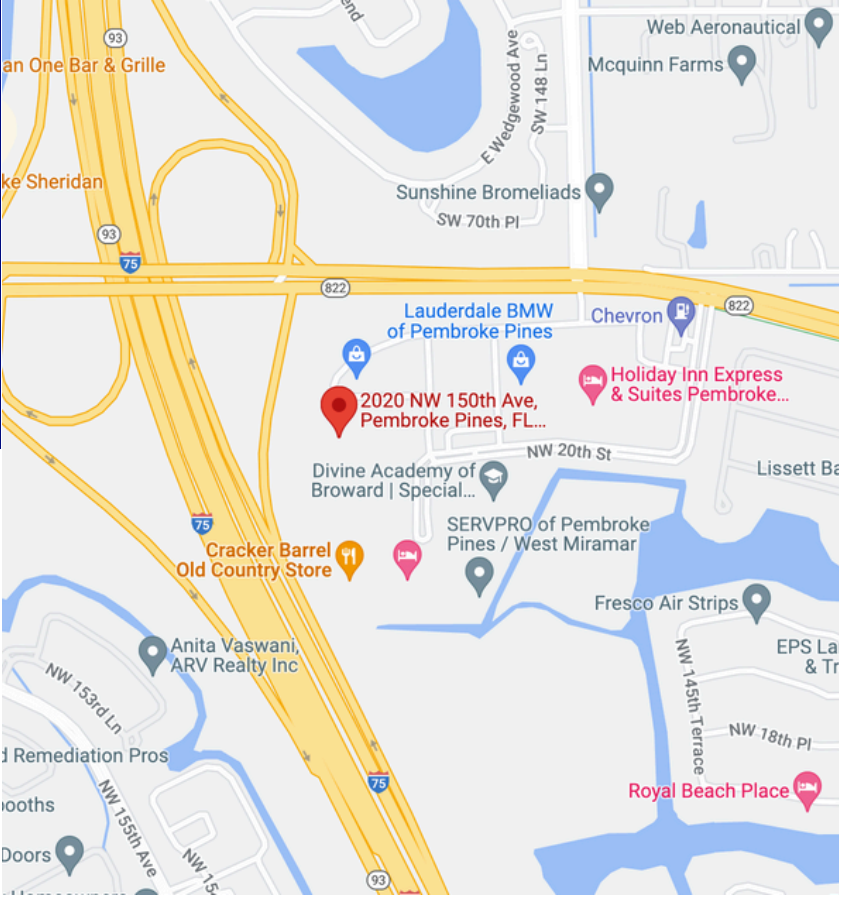 end
93
Web Aeronautical
an One Bar & Grille
Mcquinn Farms
E Wedgewood Ave
SW 148 Ln
ke Sheridan
Sunshine Bromeliads
SW 70th Pl
93
75
822
822
Lauderdale BMW
of Pembroke Pines
Chevron
Holiday Inn Express
& Suites Pembroke...
2020 NW 150th Ave,
Pembroke Pines, FL...
NW 20th St
Divine Academy of
Broward | Special...
Lissett Ba
75
SERVPRO of Pembroke
Pines / West Miramar
Cracker Barrel
Old Country Store
Fresco Air Strips
Anita Vaswani,
ARV Realty Inc
EPS La
& Tr
NW 153rd Ln
NW 145th Terrace
NW 18th Pl
d Remediation Pros
75
Royal Beach Place
ooths
NW 155th Ave
Doors
NW 15
93